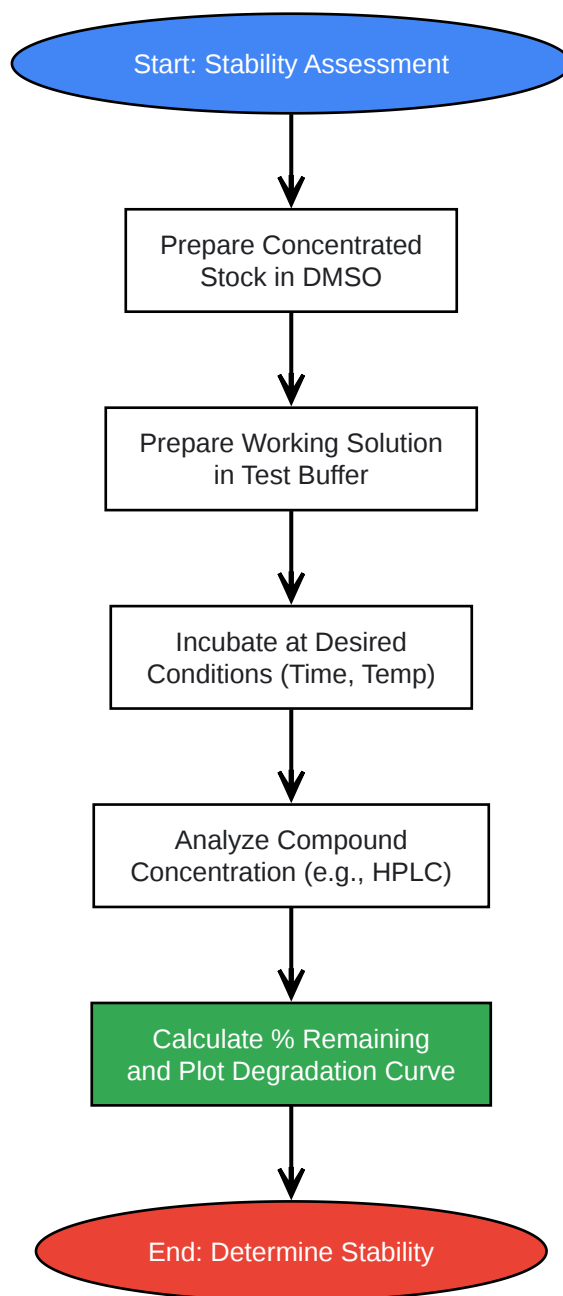 Start: Stability Assessment
Prepare Concentrated
Stock in DMSO
Prepare Working Solution
in Test Buffer
Incubate at Desired
Conditions (Time, Temp)
Analyze Compound
Concentration (e.g., HPLC)
Calculate % Remaining
and Plot Degradation Curve
End: Determine Stability